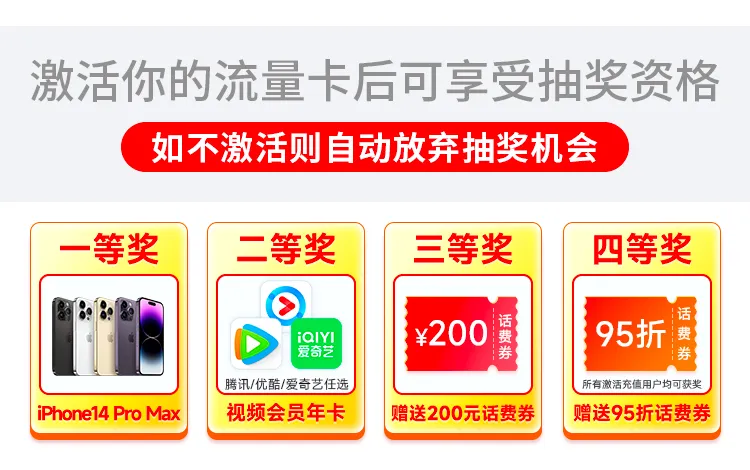 激活你的流量卡后可享受抽奖资格
如不激活则自动放弃抽奖机会
一等奖
iPhone14 Pro Max
二等奖
iQIYI
爱奇艺
腾讯/优酷/爱奇艺任选
视频会员年卡
三等奖
¥200
话费券
赠送200元话费券
四等奖
95折
话费券
所有激活充值用户均可获奖
赠送95折话费券